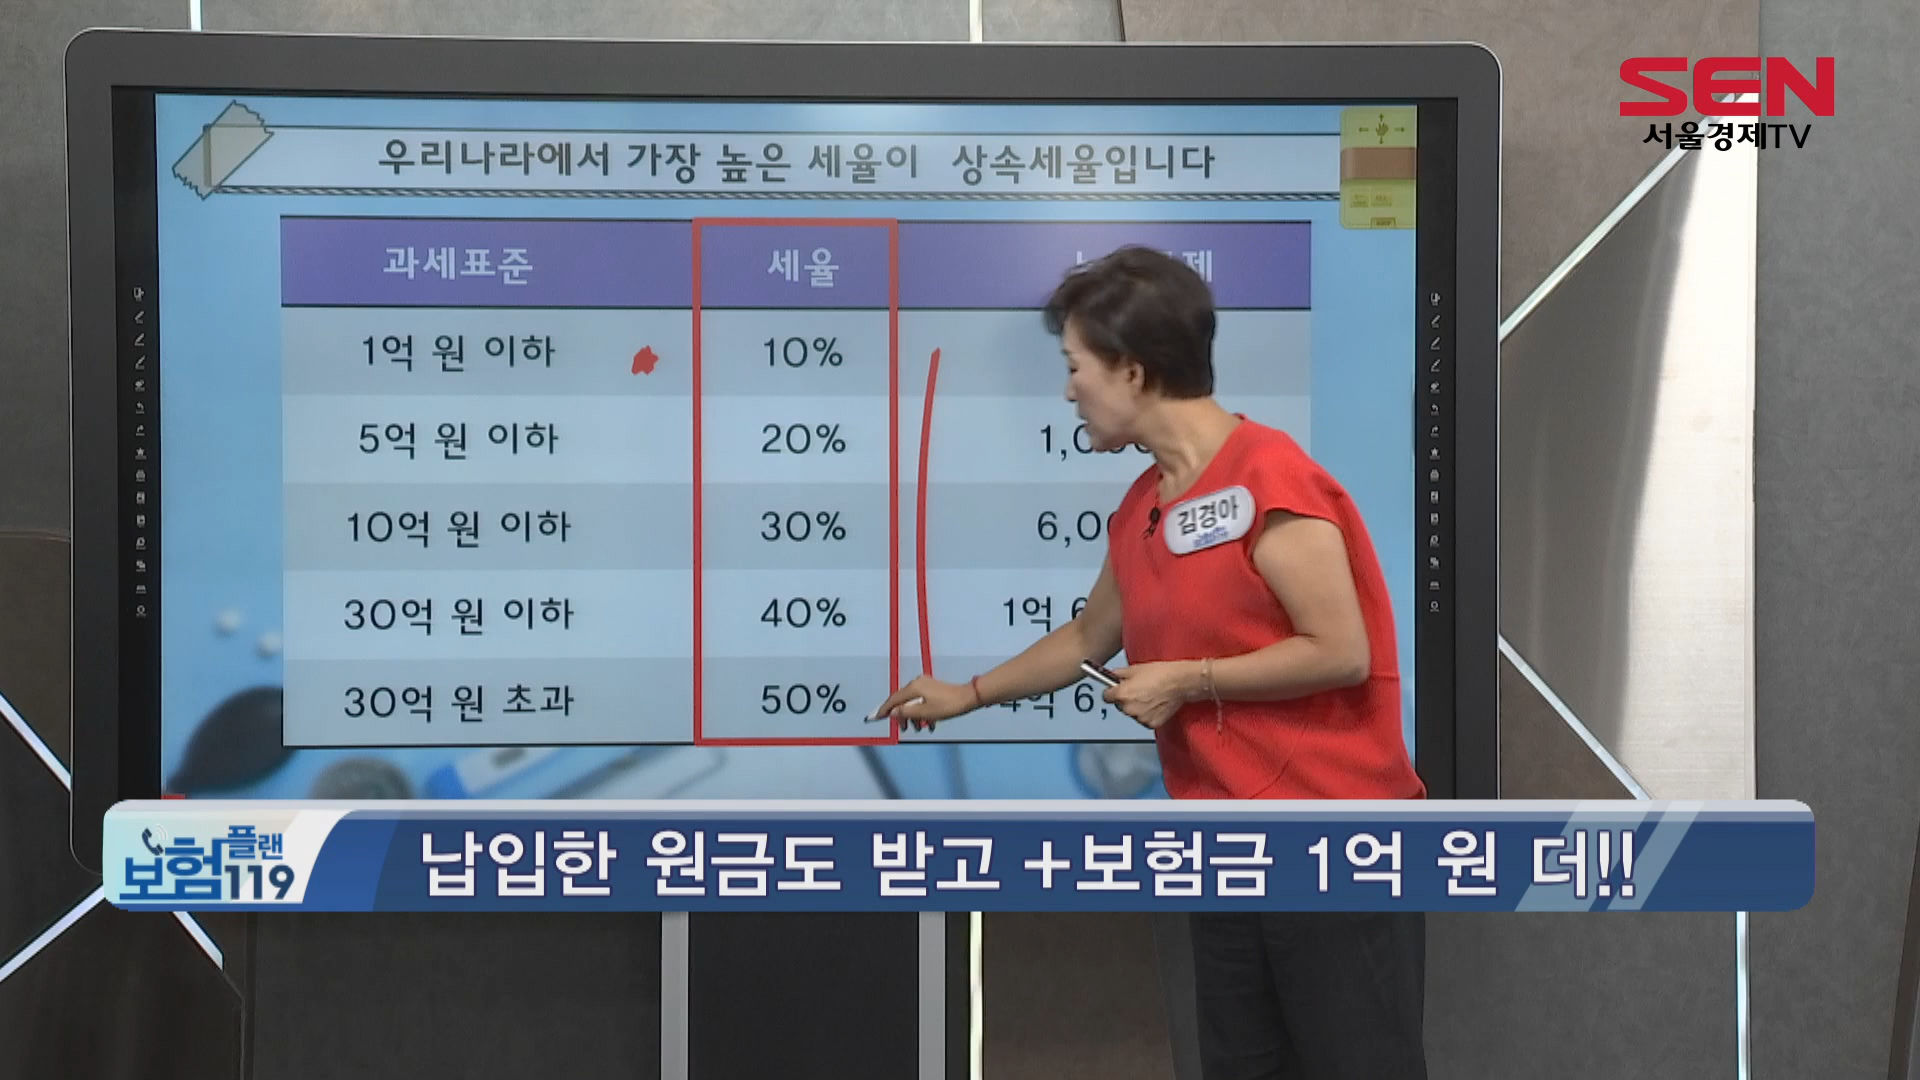 SEN
서울경제TV
우리나라에서 가장 높은 세율이 상속세율입니다
과세표준 세율
1억 원 이하 10%
5억 원 이하 20%
10억 원 이하 30%
30억 원 이하 40%
30억 원 초과 50%
김경아
보험플랜119
납입한 원금도 받고 +보험금 1억 원 더!!